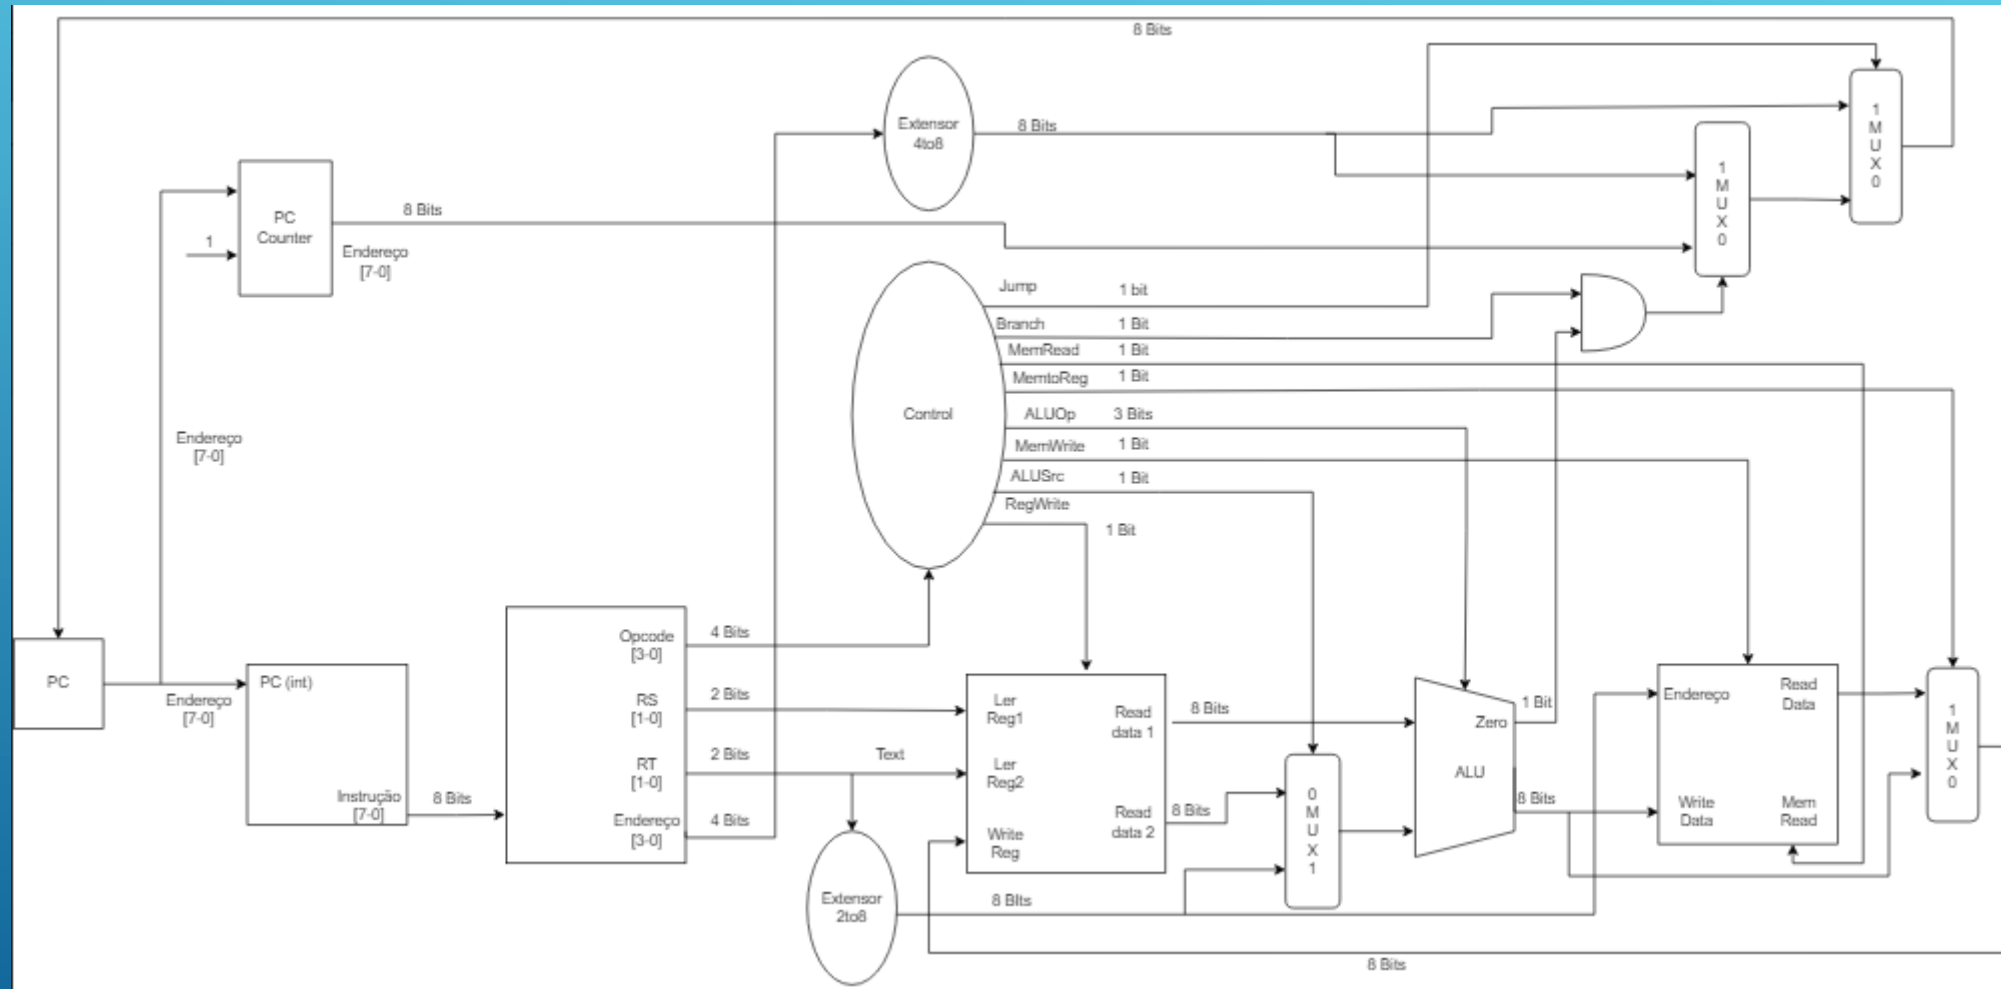 8 Bits
Extensor
4to8
8 Bits
1
M
U
X
0
1
M
U
X
0
PC
Counter
1
8 Bits
Endereço
[7-0]
Endereço
[7-0]
Control
Jump 1 bit
Branch 1 Bit
MemRead 1 Bit
MemtoReg 1 Bit
ALUOp 3 Bits
MemWrite 1 Bit
ALUSrc 1 Bit
RegWrite
1 Bit
PC
Endereço
[7-0]
PC (int)
Instrução
[7-0]
8 Bits
Opcode
[3-0]
4 Bits
RS
[1-0]
2 Bits
RT
[1-0]
2 Bits
Text
Endereço
[3-0]
4 Bits
Extensor
2to8
8 BIts
Ler
Reg1
Ler
Reg2
Write
Reg
Read
data 1
Read
data 2
8 Bits
8 Bits
0
M
U
X
1
Zero
ALU
1 Bit
8 Bits
Endereço
Read
Data
Write
Data
Mem
Read
1
M
U
X
0
8 Bits